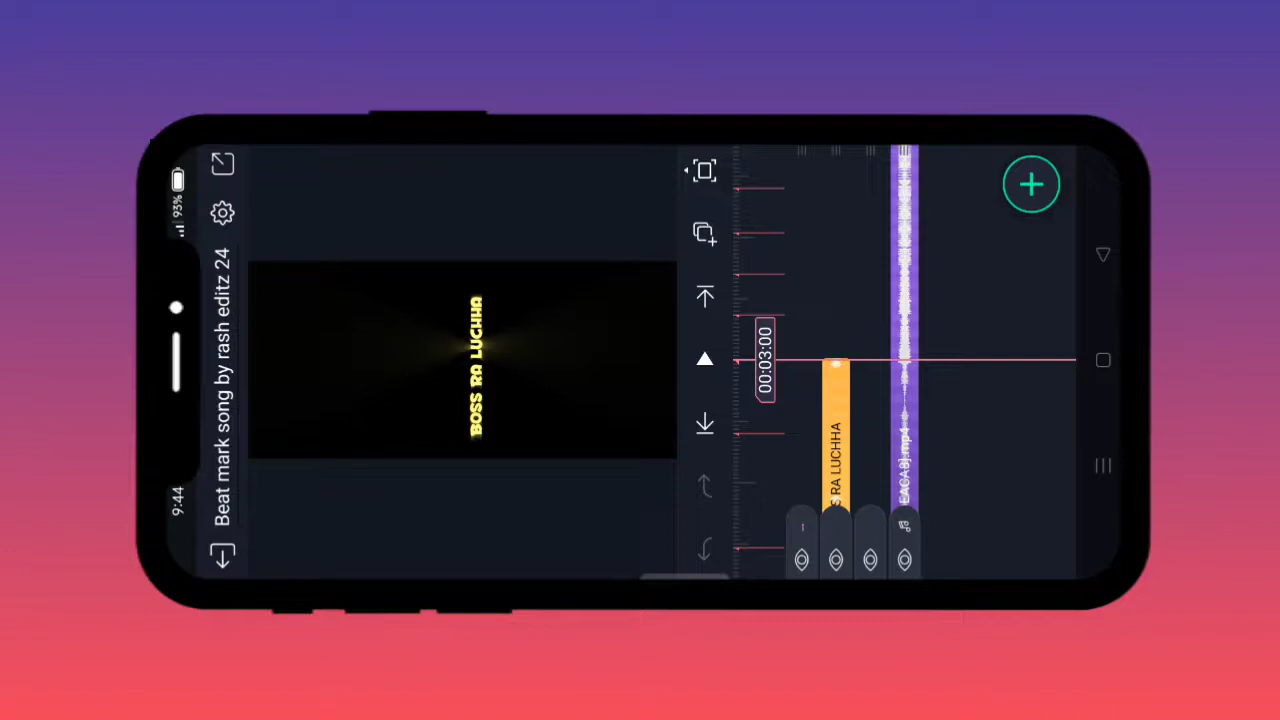 9:44
93%
Beat mark song by rash editz 24
BOSS RA LUCHHA
00:03:00
S RA LUCHHA
EACA8].mp4